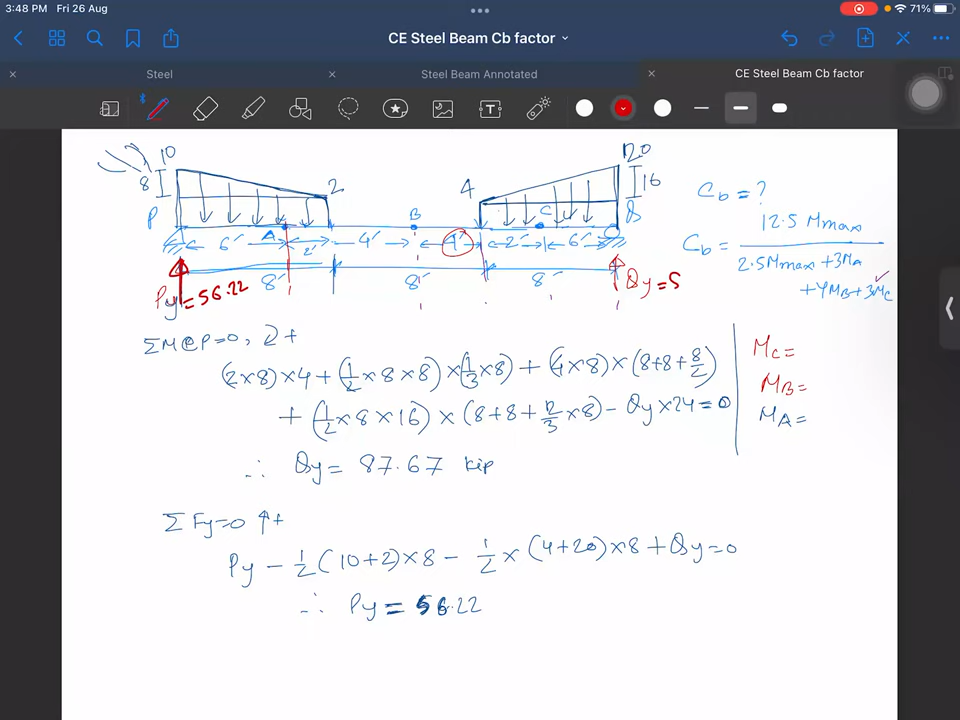 3:48 PM Fri 26 Aug
71%
CE Steel Beam Cb factor
Steel
Steel Beam Annotated
CE Steel Beam Cb factor
10
8
2
4
20
16
P
A
B
C
6'
2'
4'
4'
2'
6'
8'
8'
8'
Py = 56.22
Qy = 5
Cb = ?
Cb = 12.5 Mmax
2.5 Mmax + 3MA
+ 4MB + 3MC
ΣM@P=0, +
(2×8)×4 + (1/2 ×8×8) × (1/3 ×8) + (4×8) × (8+8+8/2)
+ (1/2 ×8×16) × (8+8+2/3 ×8) – Qy×24=0
∴ Qy = 87.67 kip
MC =
MB =
MA =
ΣFy=0 ↑+
Py – 1/2 (10+2)×8 – 1/2 × (4+20)×8 + Qy = 0
∴ Py = 56.22